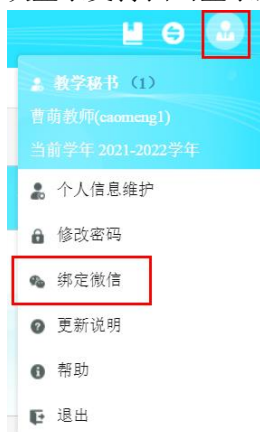 教学秘书（1）
曹萌教师(caomeng1)
当前学年 2021-2022学年
个人信息维护
修改密码
绑定微信
更新说明
帮助
退出